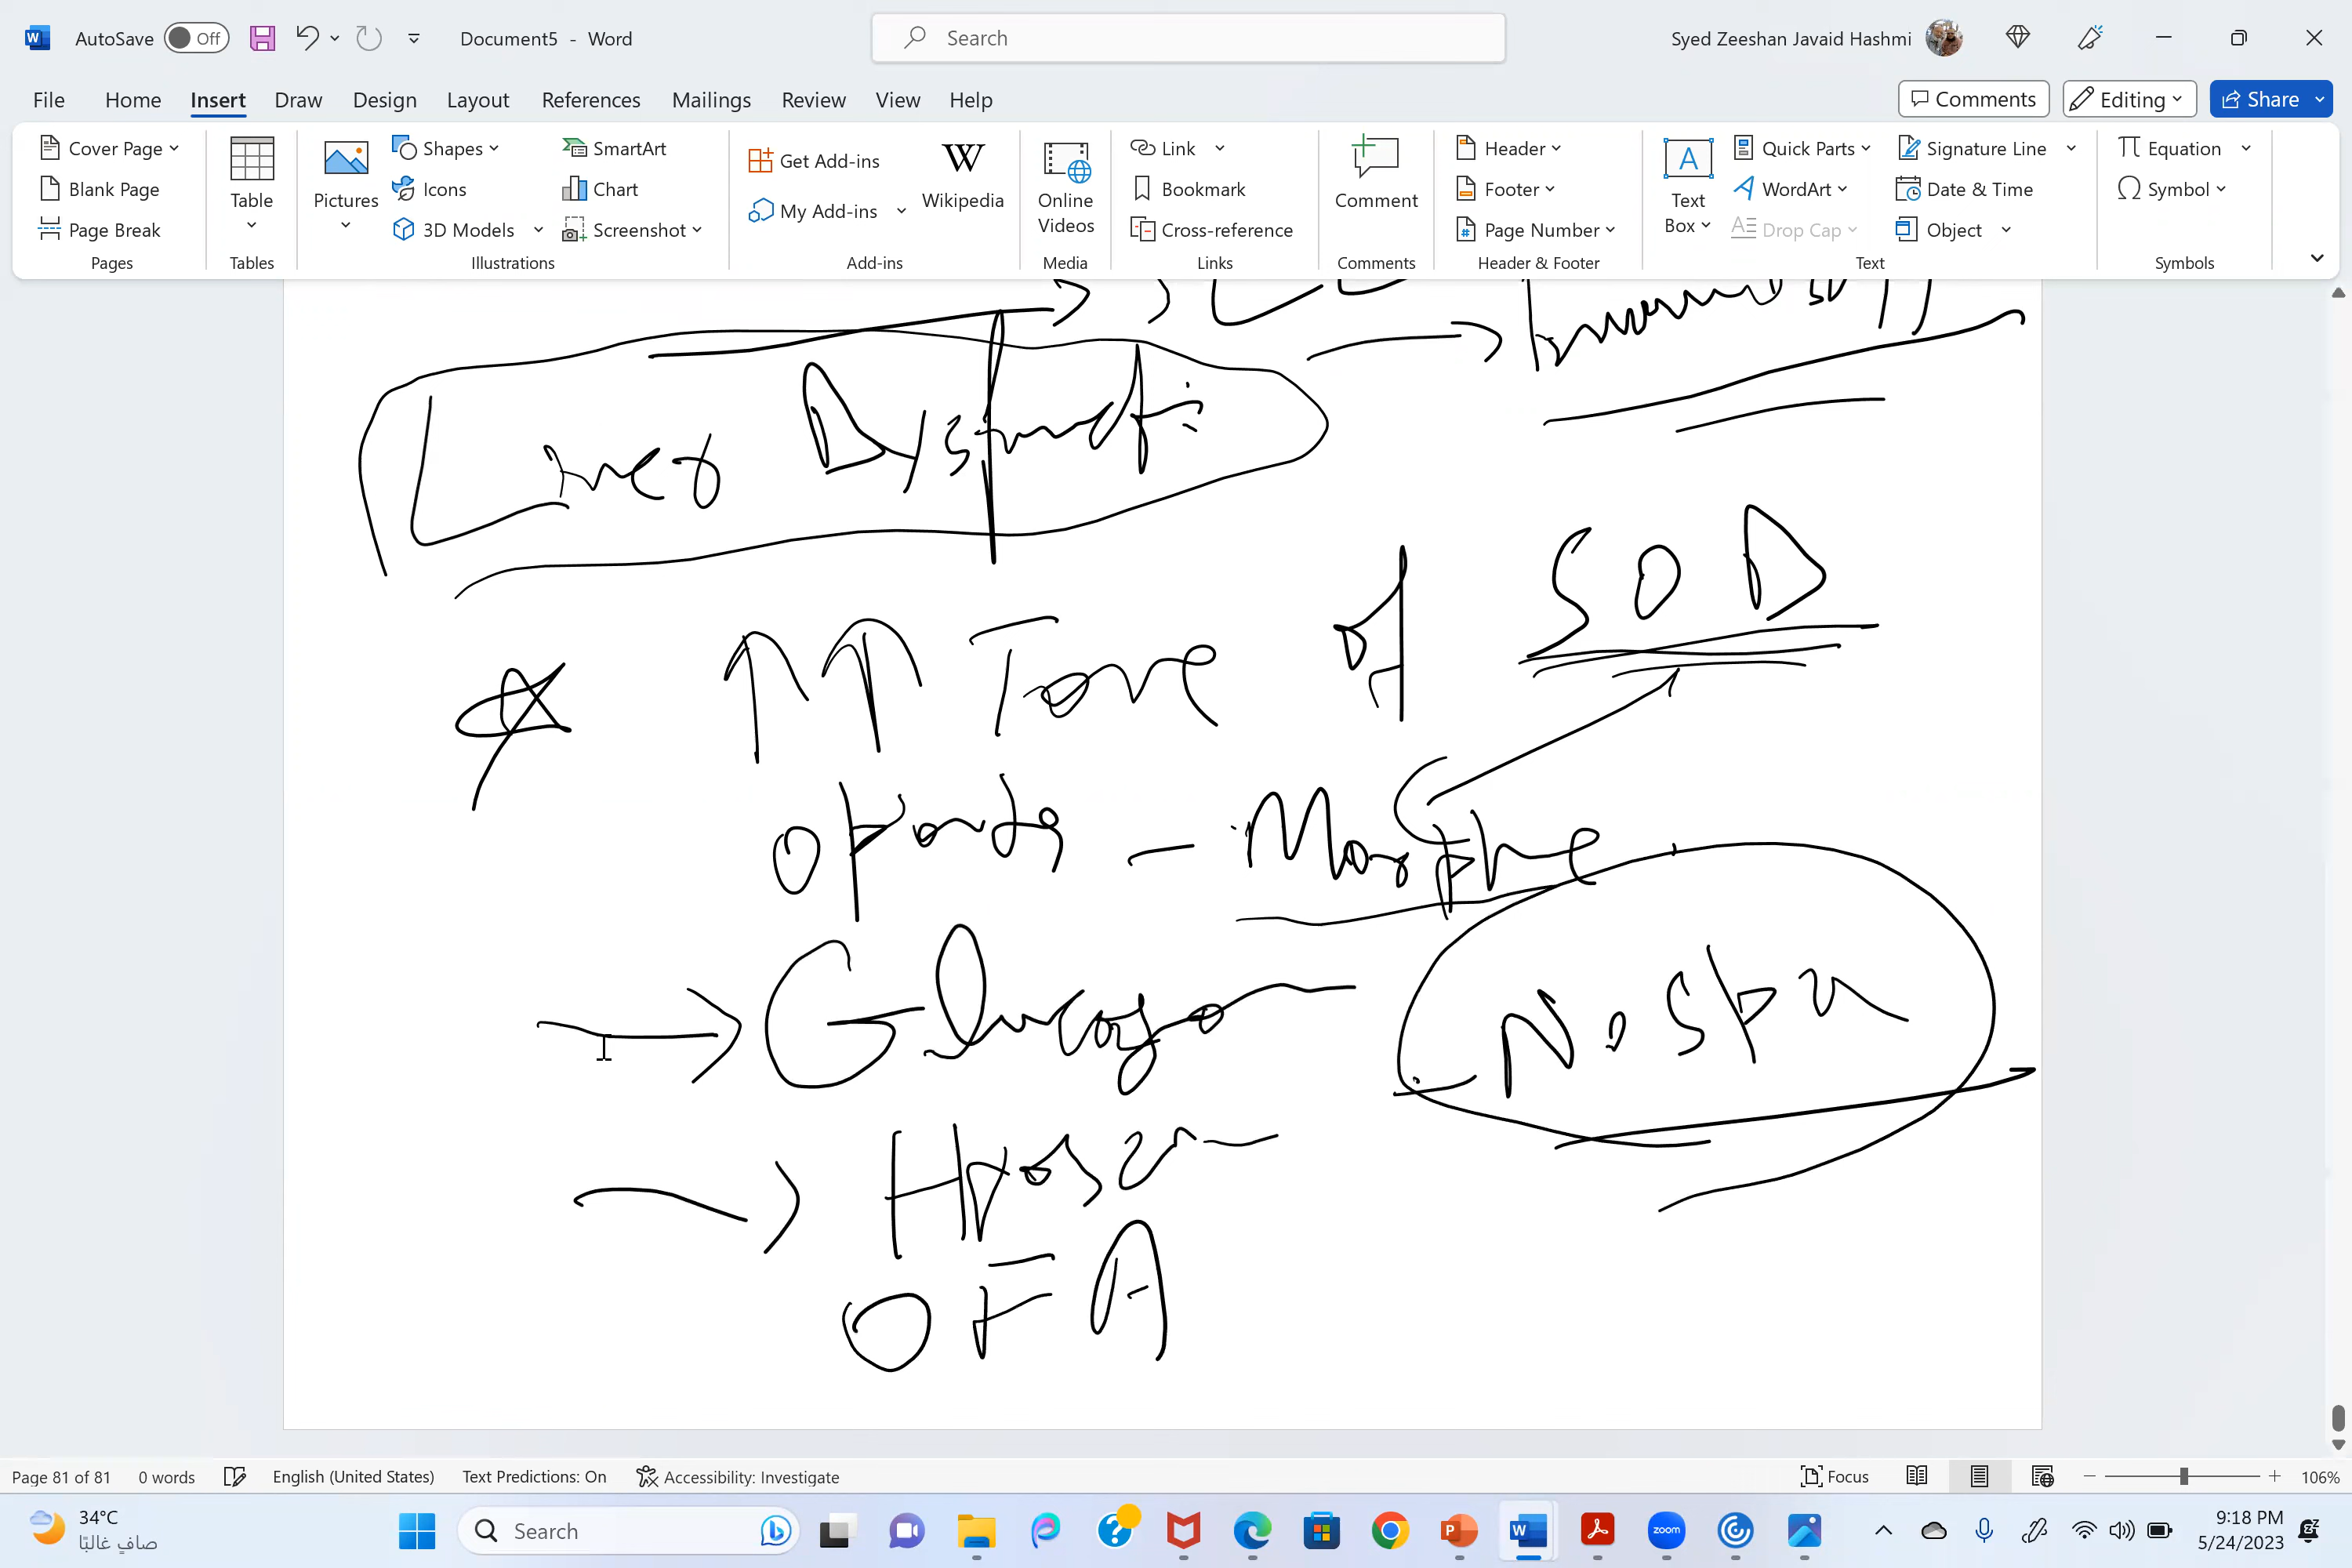 AutoSave Off Document5 - Word Search Syed Zeeshan Javaid Hashmi
File Home Insert Draw Design Layout References Mailings Review View Help Comments Editing Share
Cover Page Blank Page Page Break Pages
Table Tables
Pictures Shapes Icons 3D Models SmartArt Chart Screenshot Illustrations
Get Add-ins My Add-ins Wikipedia Add-ins
Online Videos Media
Link Bookmark Cross-reference Links
Comment Comments
Header Footer Page Number Header & Footer
A Text Box Quick Parts WordArt Drop Cap Signature Line Date & Time Object Text
Equation Symbol Symbols
Liver
↑↑ Tone of SOD
- Morphine
→ Glucago
Nospa
OFA
Page 81 of 81 0 words English (United States) Text Predictions: On Accessibility: Investigate Focus 106%
34°C
صافٍ غالبًا
Search
zoom
9:18 PM
5/24/2023